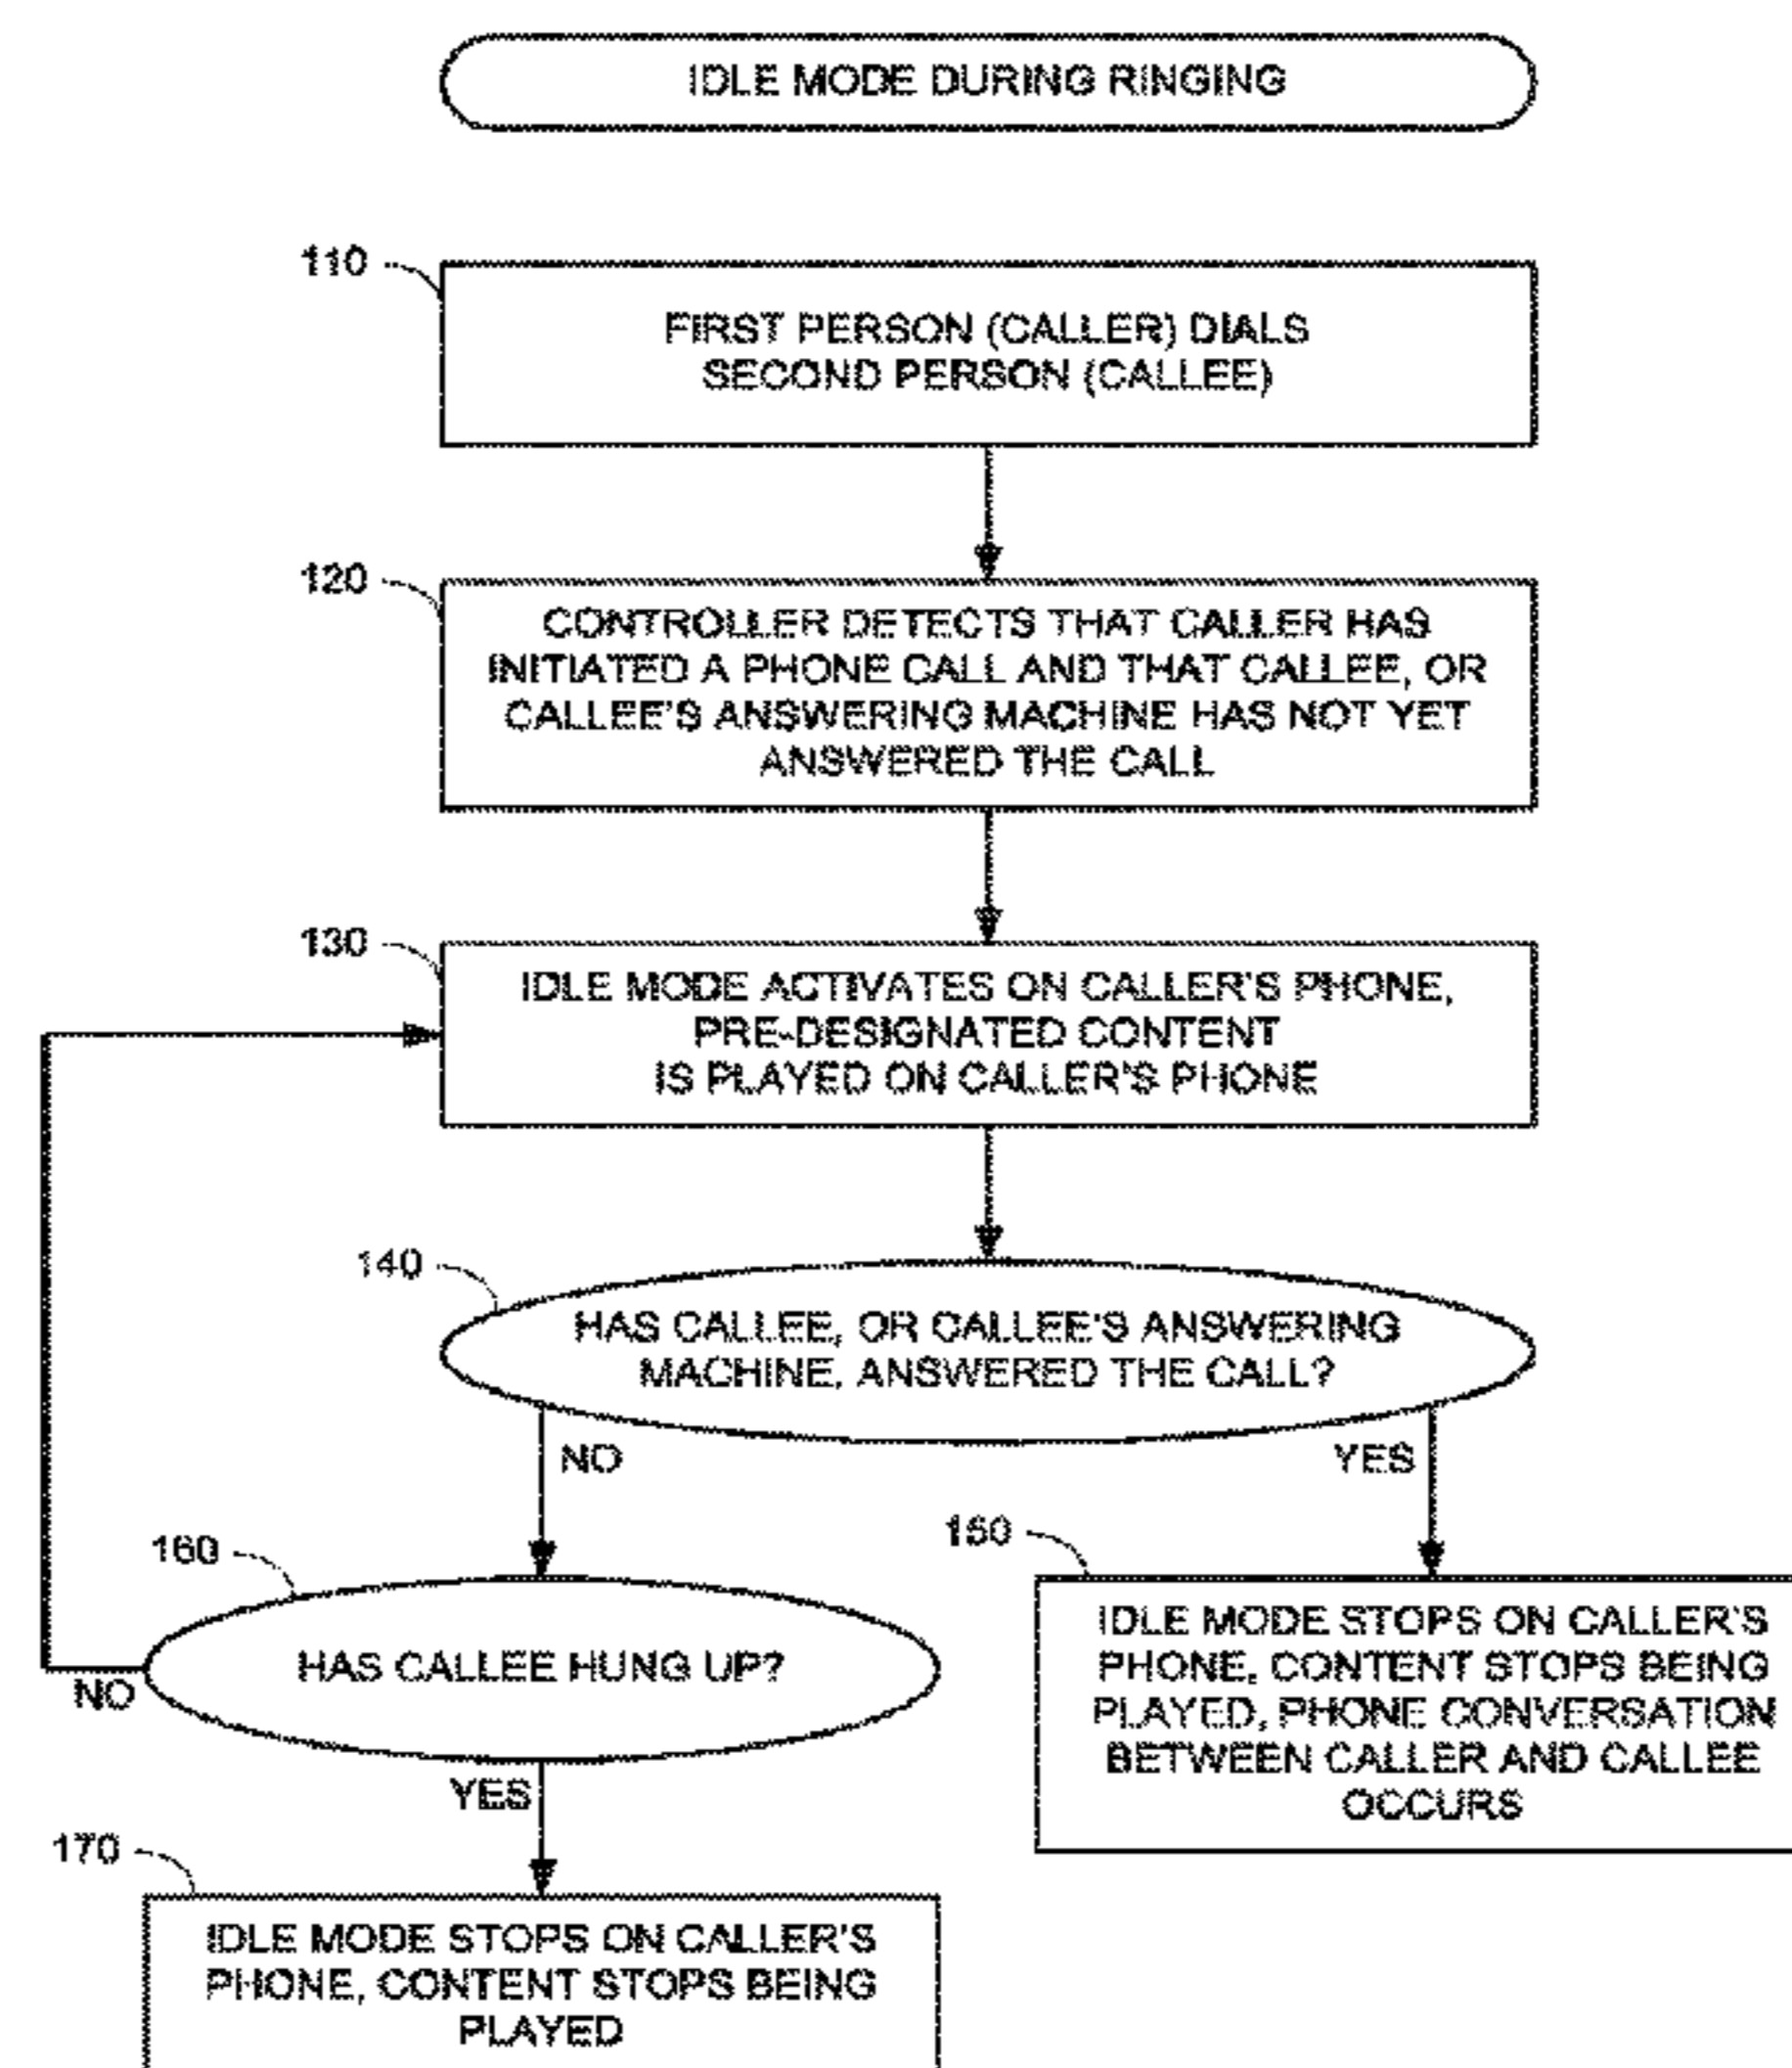 IDLE MODE DURING RINGING
110
FIRST PERSON (CALLER) DIALS
SECOND PERSON (CALLEE)
120
CONTROLLER DETECTS THAT CALLER HAS
INITIATED A PHONE CALL AND THAT CALLEE, OR
CALLEE'S ANSWERING MACHINE HAS NOT YET
ANSWERED THE CALL
130
IDLE MODE ACTIVATES ON CALLER'S PHONE,
PRE-DESIGNATED CONTENT
IS PLAYED ON CALLER'S PHONE
140
HAS CALLEE, OR CALLEE'S ANSWERING
MACHINE, ANSWERED THE CALL?
NO
YES
160
HAS CALLEE HUNG UP?
NO
YES
150
IDLE MODE STOPS ON CALLER'S
PHONE, CONTENT STOPS BEING
PLAYED, PHONE CONVERSATION
BETWEEN CALLER AND CALLEE
OCCURS
170
IDLE MODE STOPS ON CALLER'S
PHONE, CONTENT STOPS BEING
PLAYED